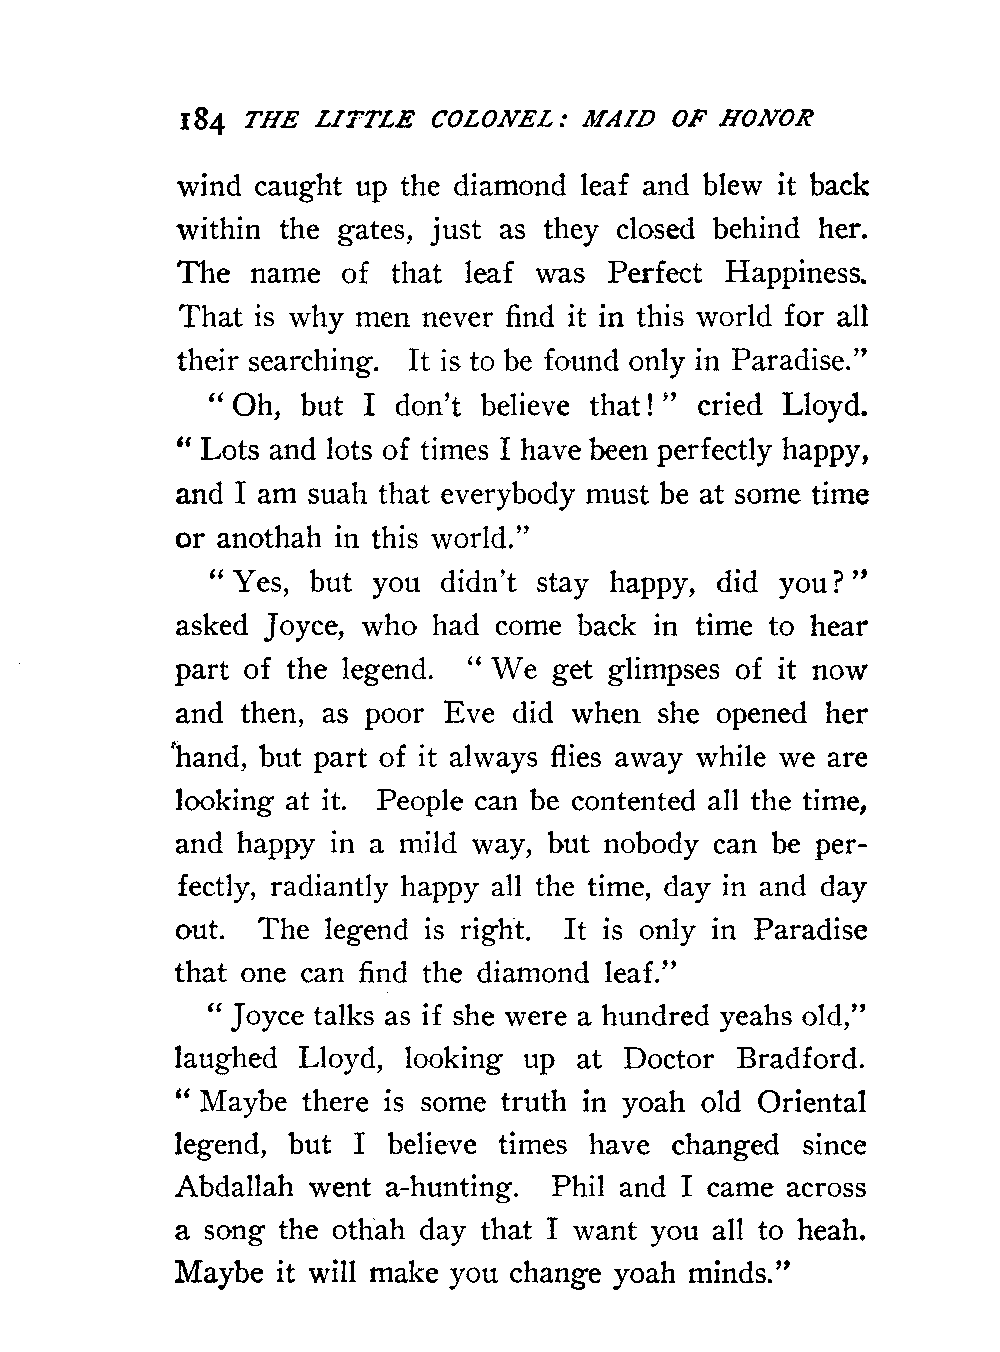 184 THE LITTLE COLONEL: MAID OF HONOR
wind caught up the diamond leaf and blew it back
within the gates, just as they closed behind her.
The name of that leaf was Perfect Happiness.
That is why men never find it in this world for all
their searching. It is to be found only in Paradise."
"Oh, but I don't believe that!" cried Lloyd.
"Lots and lots of times I have been perfectly happy,
and I am suah that everybody must be at some time
or anothah in this world."
"Yes, but you didn't stay happy, did you?"
asked Joyce, who had come back in time to hear
part of the legend. "We get glimpses of it now
and then, as poor Eve did when she opened her
hand, but part of it always flies away while we are
looking at it. People can be contented all the time,
and happy in a mild way, but nobody can be per-
fectly, radiantly happy all the time, day in and day
out. The legend is right. It is only in Paradise
that one can find the diamond leaf."
"Joyce talks as if she were a hundred yeahs old,"
laughed Lloyd, looking up at Doctor Bradford.
"Maybe there is some truth in yoah old Oriental
legend, but I believe times have changed since
Abdallah went a-hunting. Phil and I came across
a song the othah day that I want you all to heah.
Maybe it will make you change yoah minds."